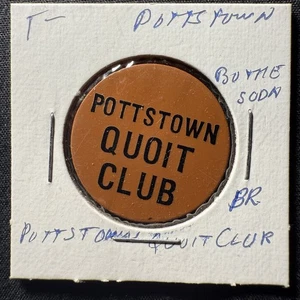 T- POTTSTOWN
BOTTLE
SODA
POTTSTOWN
QUOIT
CLUB
BR
POTTSTOWN QUOIT CLUB